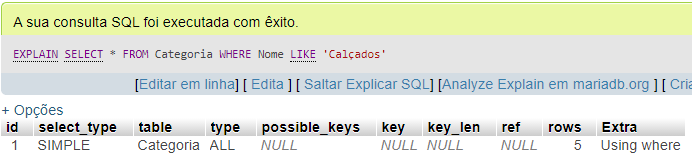 A sua consulta SQL foi executada com êxito.
EXPLAIN SELECT * FROM Categoria WHERE Nome LIKE 'Calçados'
[Editar em linha] [ Edita ] [ Saltar Explicar SQL] [Analyze Explain em mariadb.org ] [ Cria
+ Opções
id select_type table type possible_keys key key_len ref rows Extra
1 SIMPLE Categoria ALL NULL NULL NULL NULL 5 Using where